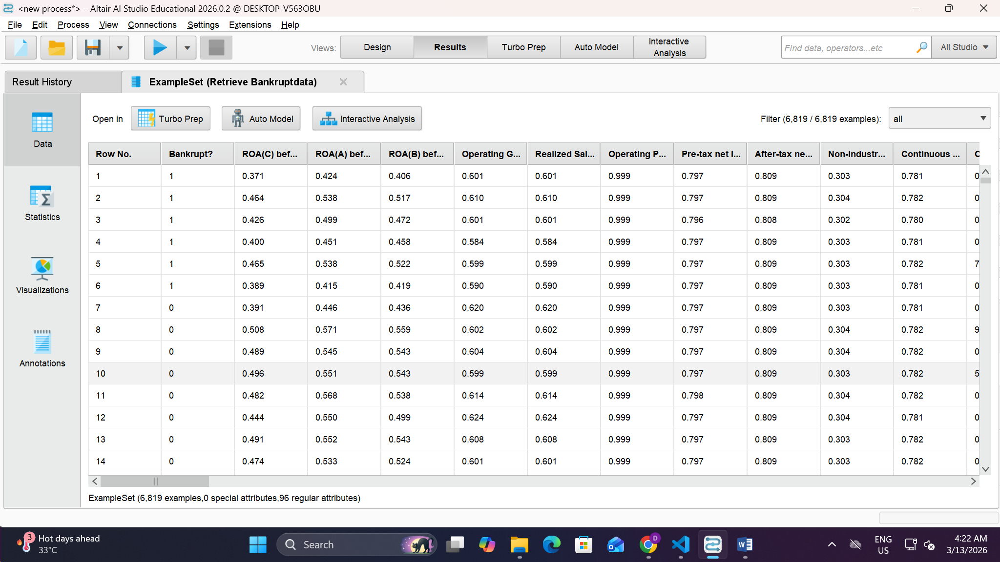 <new process*> – Altair AI Studio Educational 2026.0.2 @ DESKTOP-V563OBU
File Edit Process View Connections Settings Extensions Help
Views: Design Results Turbo Prep Auto Model Interactive Analysis
Find data, operators...etc All Studio
Result History ExampleSet (Retrieve Bankruptdata)
Open in Turbo Prep Auto Model Interactive Analysis Filter (6,819 / 6,819 examples): all
Data
Statistics
Visualizations
Annotations
Row No. Bankrupt? ROA(C) bef... ROA(A) bef... ROA(B) bef... Operating G... Realized Sal... Operating P... Pre-tax net I... After-tax ne... Non-industr... Continuous ... C
1 1 0.371 0.424 0.406 0.601 0.601 0.999 0.797 0.809 0.303 0.781 0
2 1 0.464 0.538 0.517 0.610 0.610 0.999 0.797 0.809 0.304 0.782 0
3 1 0.426 0.499 0.472 0.601 0.601 0.999 0.796 0.808 0.302 0.780 0
4 1 0.400 0.451 0.458 0.584 0.584 0.999 0.797 0.809 0.303 0.781 0
5 1 0.465 0.538 0.522 0.599 0.599 0.999 0.797 0.809 0.303 0.782 7
6 1 0.389 0.415 0.419 0.590 0.590 0.999 0.797 0.809 0.303 0.781 0
7 0 0.391 0.446 0.436 0.620 0.620 0.999 0.797 0.809 0.303 0.781 0
8 0 0.508 0.571 0.559 0.602 0.602 0.999 0.797 0.809 0.304 0.782 9
9 0 0.489 0.545 0.543 0.604 0.604 0.999 0.797 0.809 0.304 0.782 0
10 0 0.496 0.551 0.543 0.599 0.599 0.999 0.797 0.809 0.303 0.782 5
11 0 0.482 0.568 0.538 0.614 0.614 0.999 0.798 0.809 0.304 0.782 0
12 0 0.444 0.550 0.499 0.624 0.624 0.999 0.797 0.809 0.304 0.781 0
13 0 0.491 0.552 0.543 0.608 0.608 0.999 0.797 0.809 0.303 0.782 0
14 0 0.474 0.533 0.524 0.601 0.601 0.999 0.797 0.809 0.303 0.782 0
ExampleSet (6,819 examples,0 special attributes,96 regular attributes)
3 Hot days ahead
33°C
Search
D
ENG
US
4:22 AM
3/13/2026